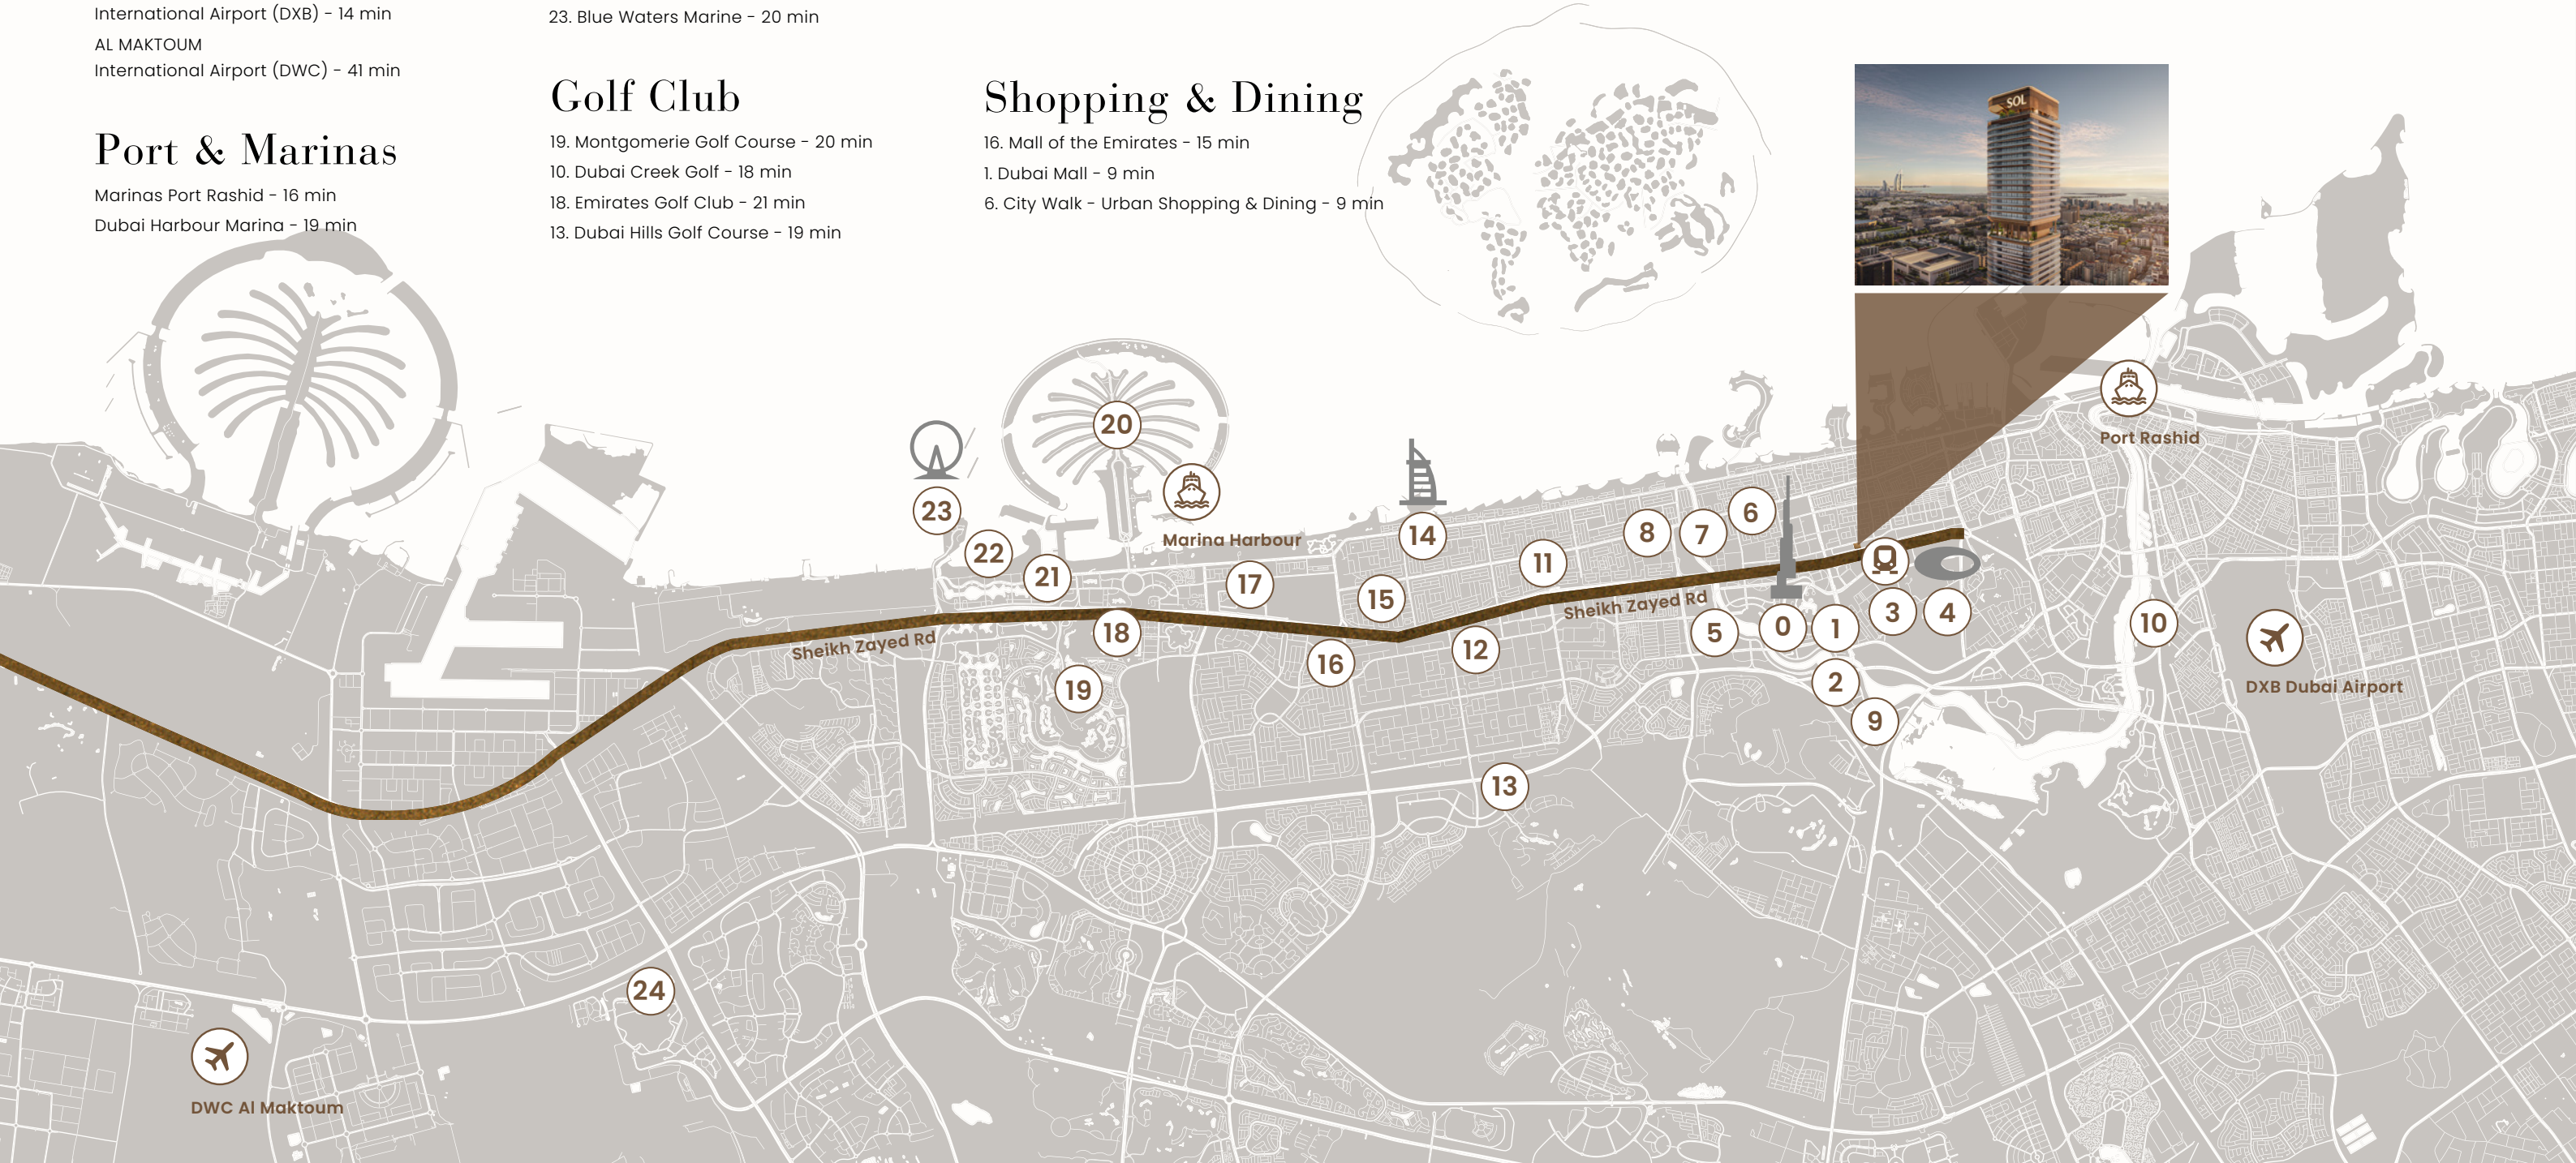 International Airport (DXB) - 14 min
AL MAKTOUM
International Airport (DWC) - 41 min
Port & Marinas
Marinas Port Rashid - 16 min
Dubai Harbour Marina - 19 min
23. Blue Waters Marine - 20 min
Golf Club
19. Montgomerie Golf Course - 20 min
10. Dubai Creek Golf - 18 min
18. Emirates Golf Club - 21 min
13. Dubai Hills Golf Course - 19 min
Shopping & Dining
16. Mall of the Emirates - 15 min
1. Dubai Mall - 9 min
6. City Walk - Urban Shopping & Dining - 9 min
SOL
Port Rashid
20
23
Marina Harbour
14
8
7
6
22
21
11
17
15
Sheikh Zayed Rd
3
4
10
18
Sheikh Zayed Rd
5
0
1
12
16
19
2
DXB Dubai Airport
9
13
24
DWC Al Maktoum